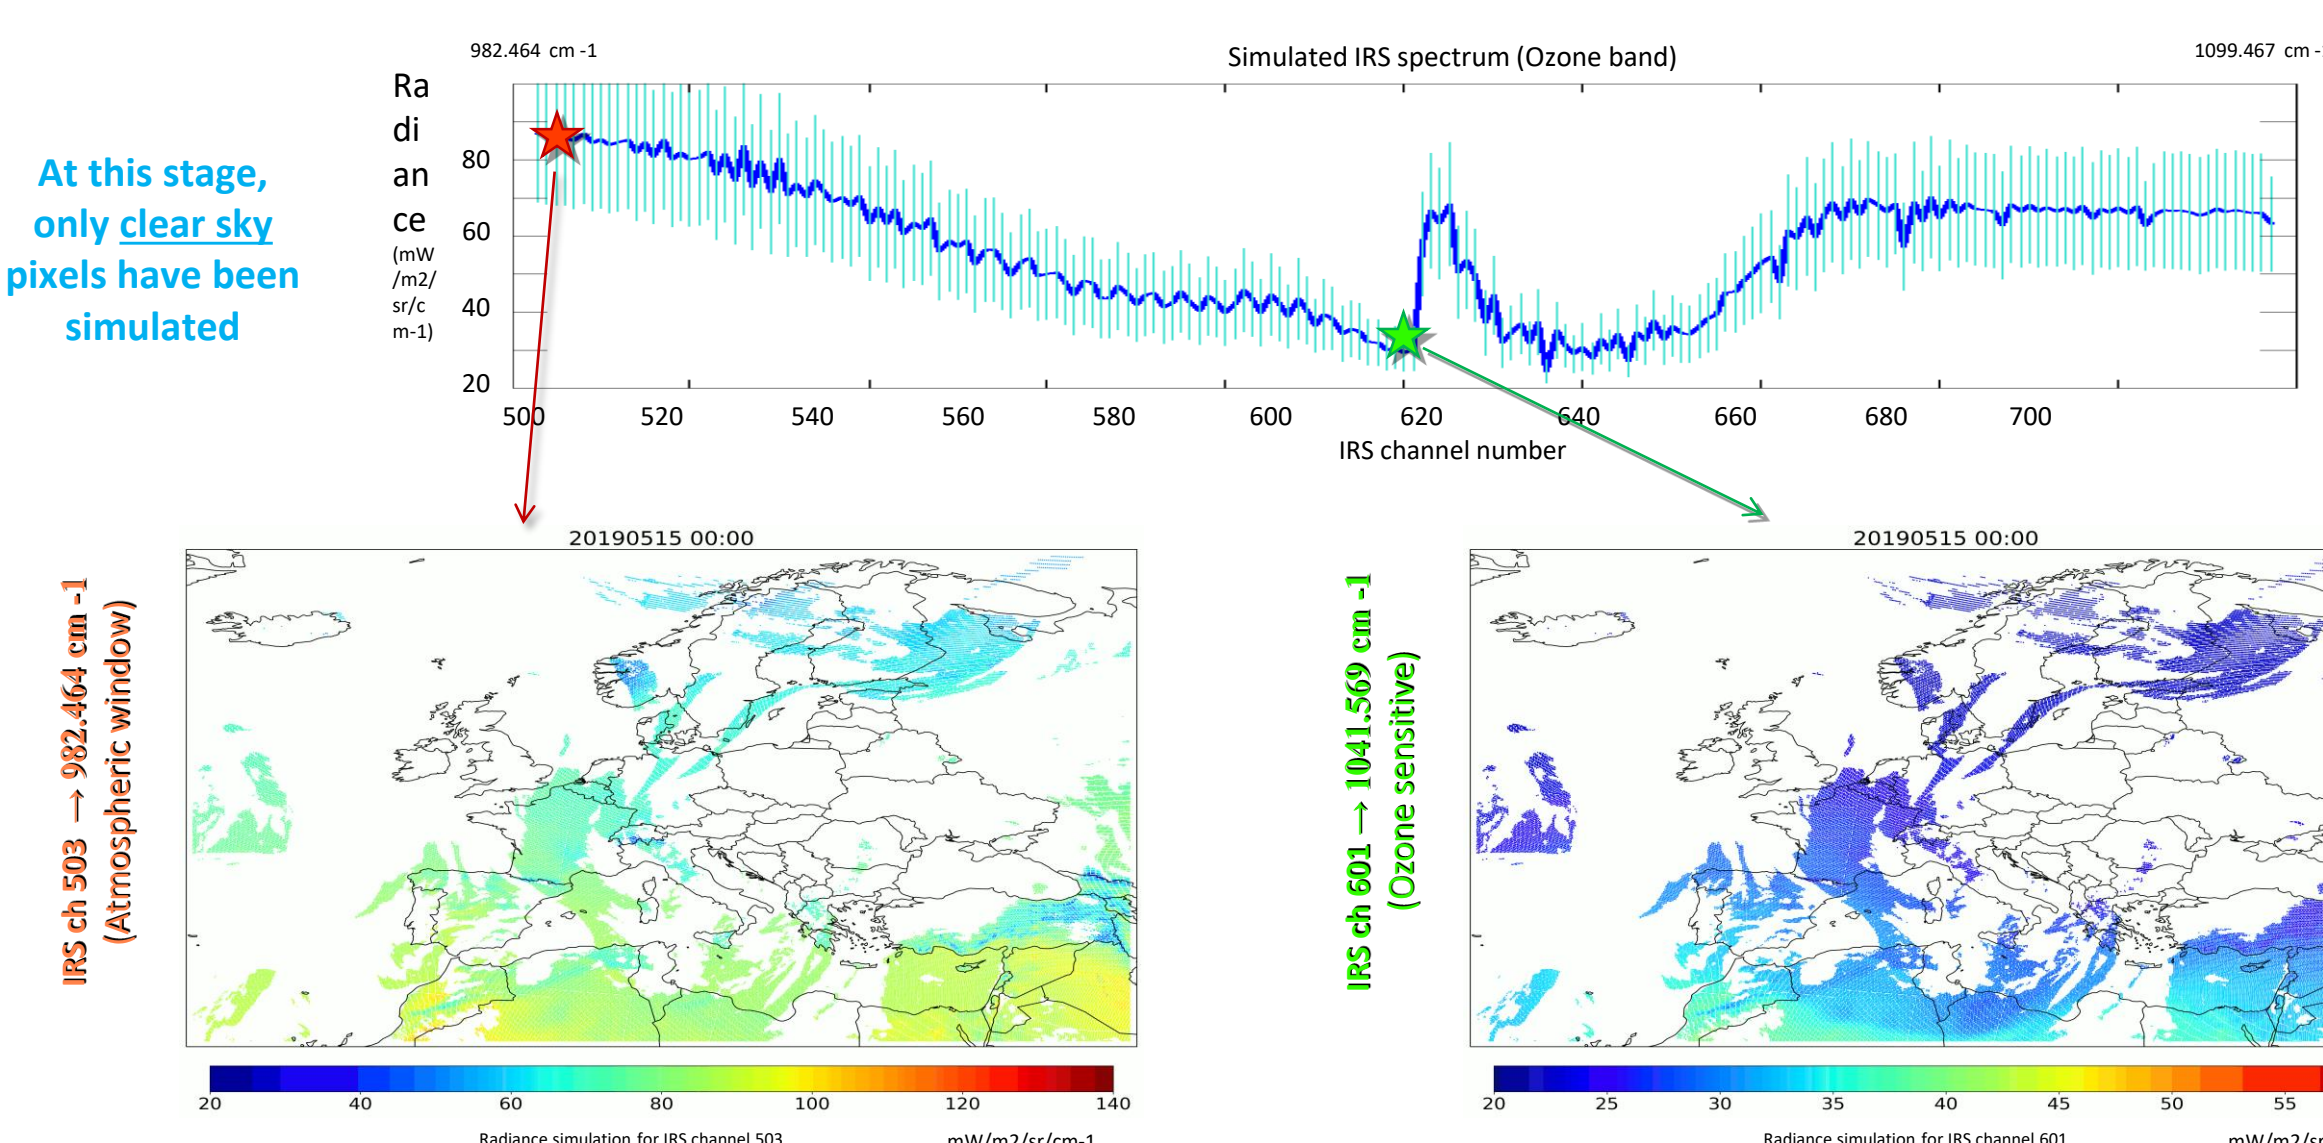 982.464 cm -1
Simulated IRS spectrum (Ozone band)
1099.467 cm -
Ra
di
an
ce
(mW
/m2/
sr/c
m-1)
80
60
40
20
At this stage,
only clear sky
pixels have been
simulated
500 520 540 560 580 600 620 640 660 680 700
IRS channel number
IRS ch 503 → 982.464 cm -1
(Atmospheric window)
20190515 00:00
20 40 60 80 100 120 140
Radiance simulation for IRS channel 503 mW/m2/sr/cm-1
IRS ch 601 → 1041.569 cm -1
(Ozone sensitive)
20190515 00:00
20 25 30 35 40 45 50 55
Radiance simulation for IRS channel 601 mW/m2/sr